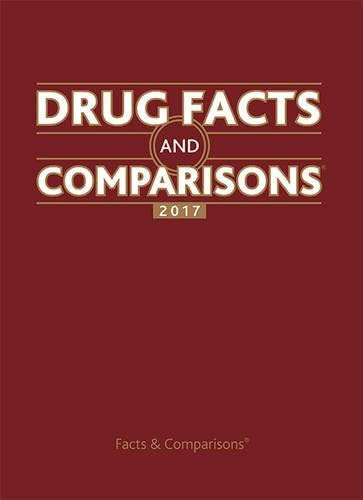 DRUG FACTS
AND
COMPARISONS®
2017
Facts & Comparisons®